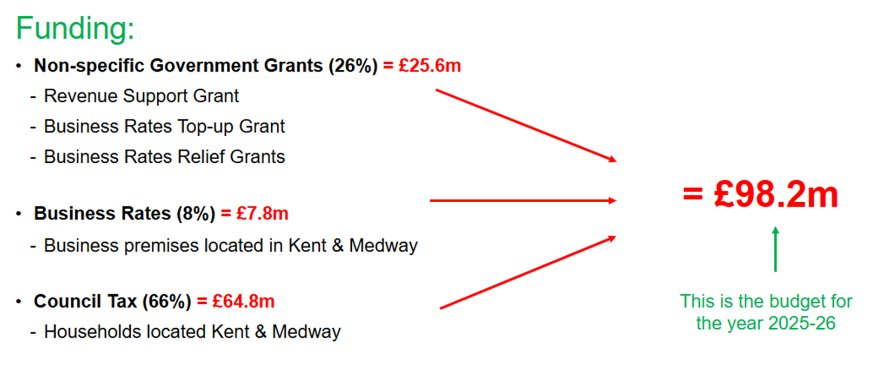 Funding:
• Non-specific Government Grants (26%) = £25.6m
- Revenue Support Grant
- Business Rates Top-up Grant
- Business Rates Relief Grants
• Business Rates (8%) = £7.8m
- Business premises located in Kent & Medway
• Council Tax (66%) = £64.8m
- Households located Kent & Medway
= £98.2m
This is the budget for
the year 2025-26